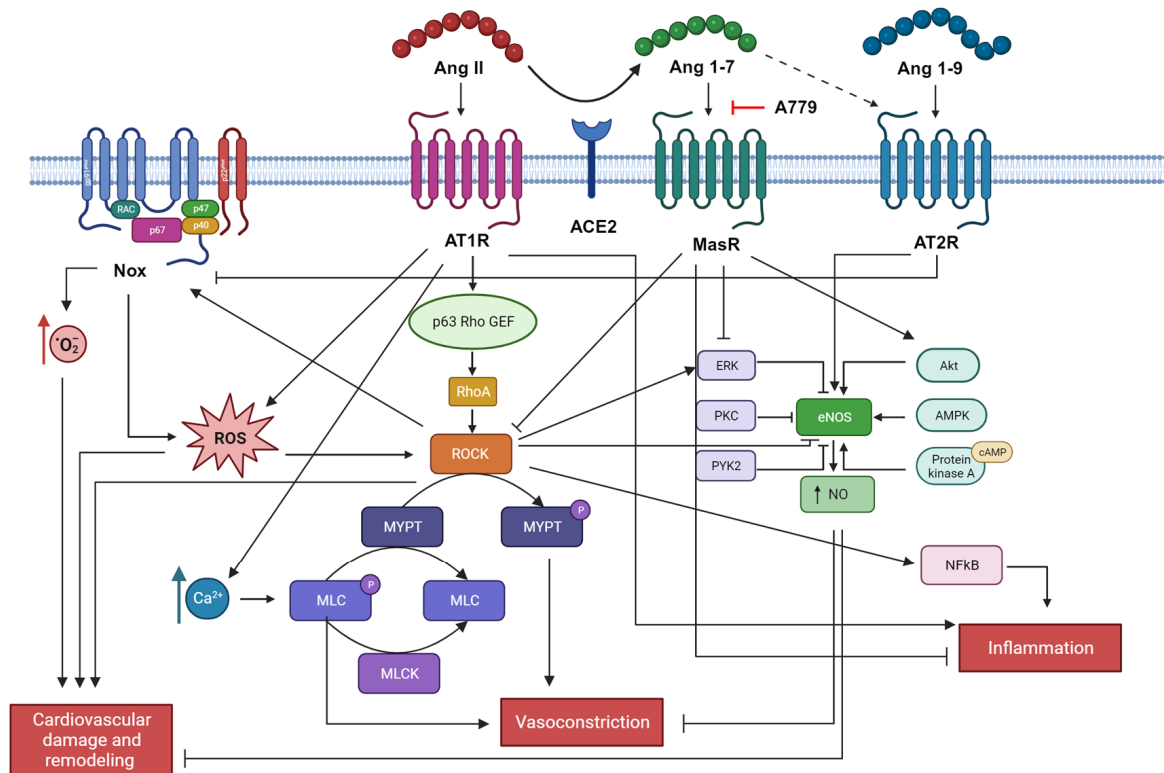 Ang II
Ang 1-7
Ang 1-9
A779
gp91phox
p22phox
RAC
p47
p67
p40
ACE2
AT1R
MasR
AT2R
Nox
p63 Rho GEF
•O2−
ERK
Akt
RhoA
PKC
eNOS
AMPK
ROS
ROCK
PYK2
Protein
kinase A
cAMP
↑ NO
MYPT
MYPT
P
NFkB
Ca2+
MLC
P
MLC
MLCK
Inflammation
Cardiovascular
damage and
remodeling
Vasoconstriction